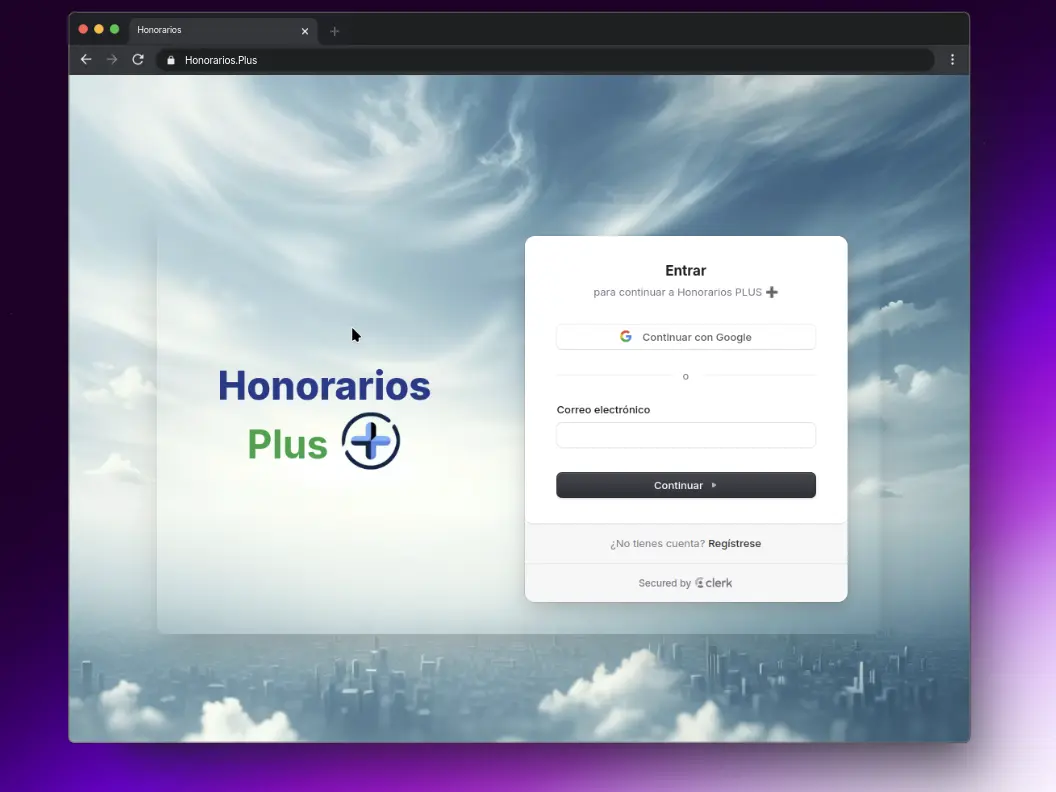 Honorarios
Honorarios.Plus
Honorarios
Plus
Entrar
para continuar a Honorarios PLUS ➕
Continuar con Google
o
Correo electrónico
Continuar
¿No tienes cuenta? Regístrese
Secured by clerk